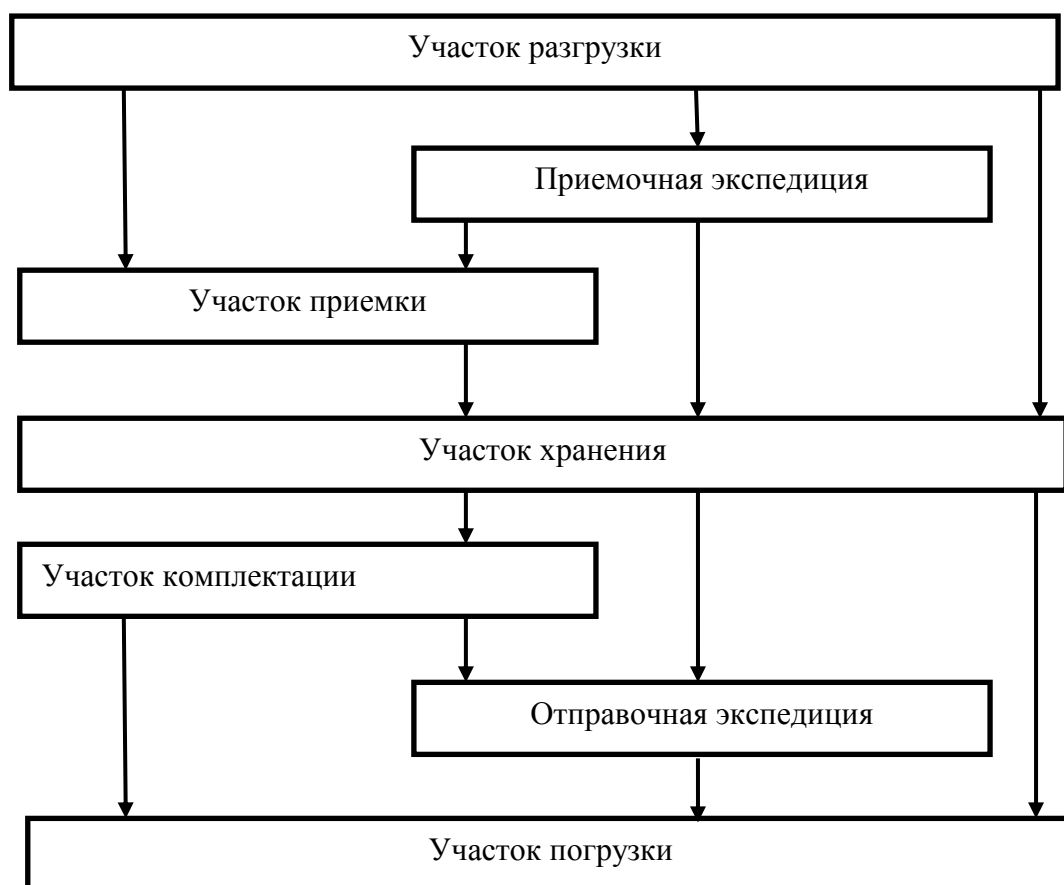 Участок разгрузки
Приемочная экспедиция
Участок приемки
Участок хранения
Участок комплектации
Отправочная экспедиция
Участок погрузки